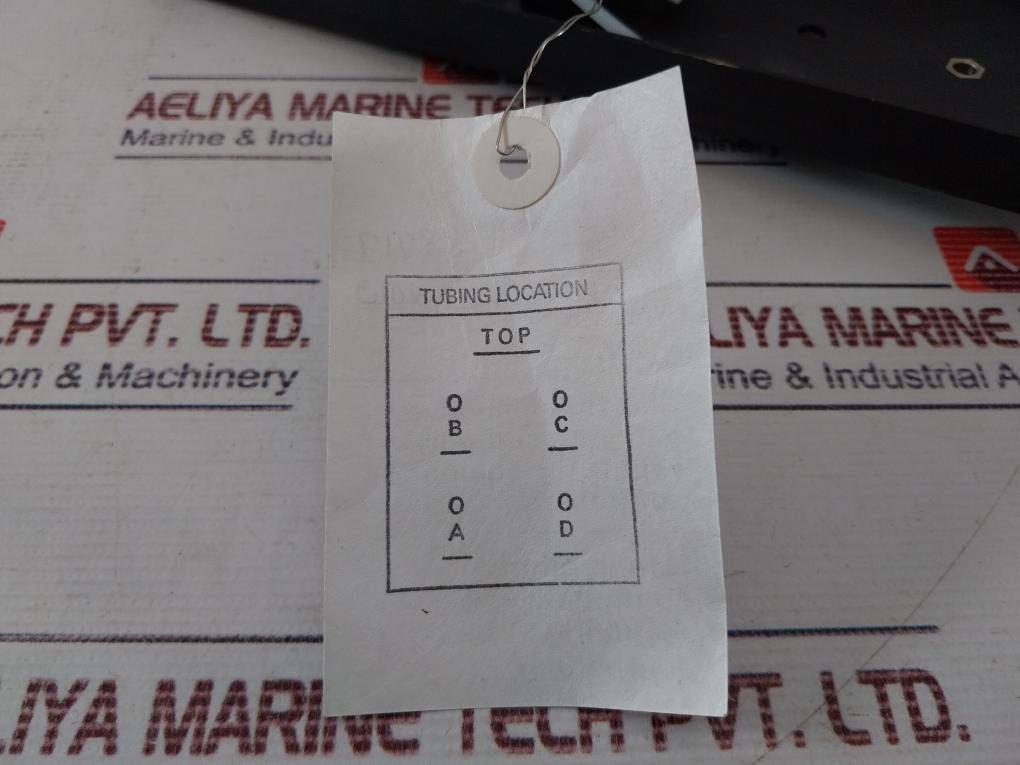 AELIYA MARINE TECH
Marine & Indu
TUBING LOCATION
TOP
O O
B C
O O
A D
CH PVT. LTD.
on & Machinery
LIYA MARINE
rine & Industrial A
LIYA MARINE TECH PVT. LTD.